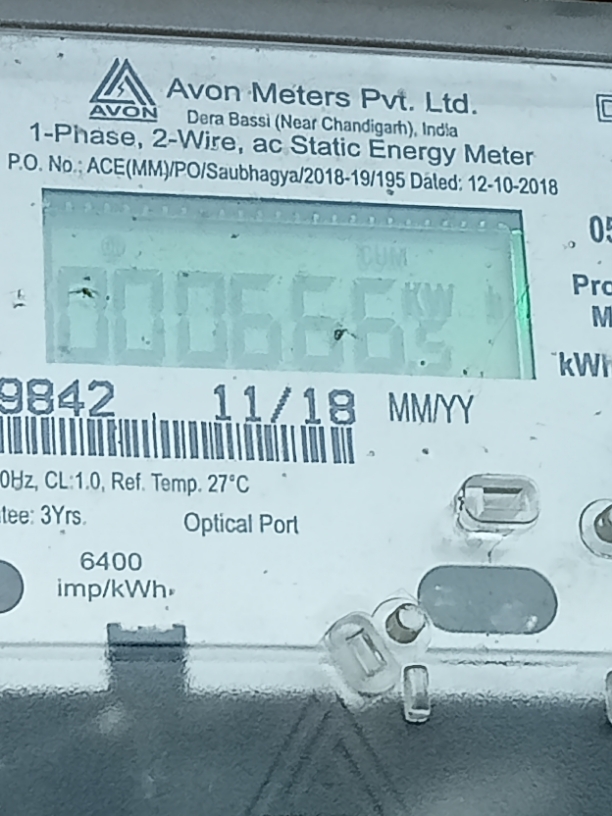 AVON
Avon Meters Pvt. Ltd.
Dera Bassi (Near Chandigarh), India
1-Phase, 2-Wire, ac Static Energy Meter
P.O. No.: ACE(MM)/PO/Saubhagya/2018-19/195 Dated: 12-10-2018
CUM
KW h
9842 11/18 MM/YY
kWh
0Hz, CL:1.0, Ref. Temp. 27°C
tee: 3Yrs.
Optical Port
6400
imp/kWh